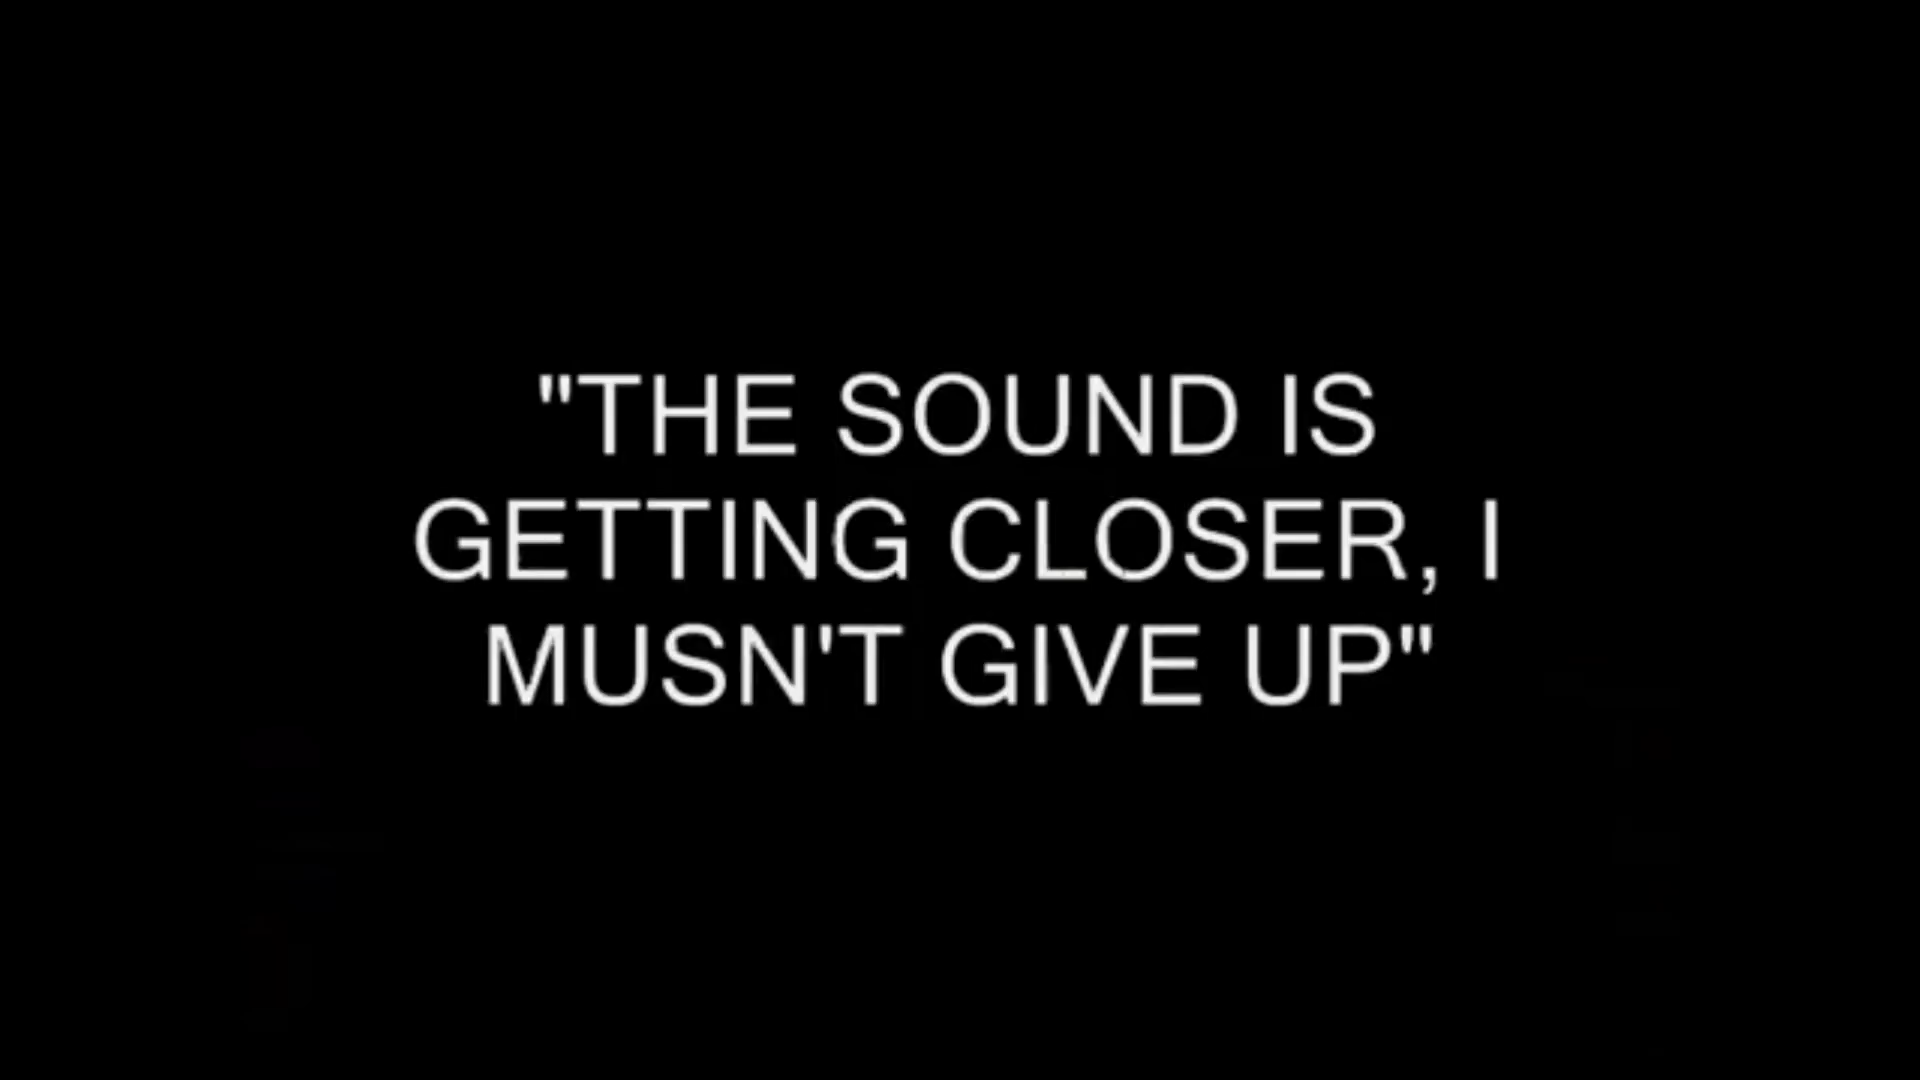 "THE SOUND IS
GETTING CLOSER, I
MUSN'T GIVE UP"